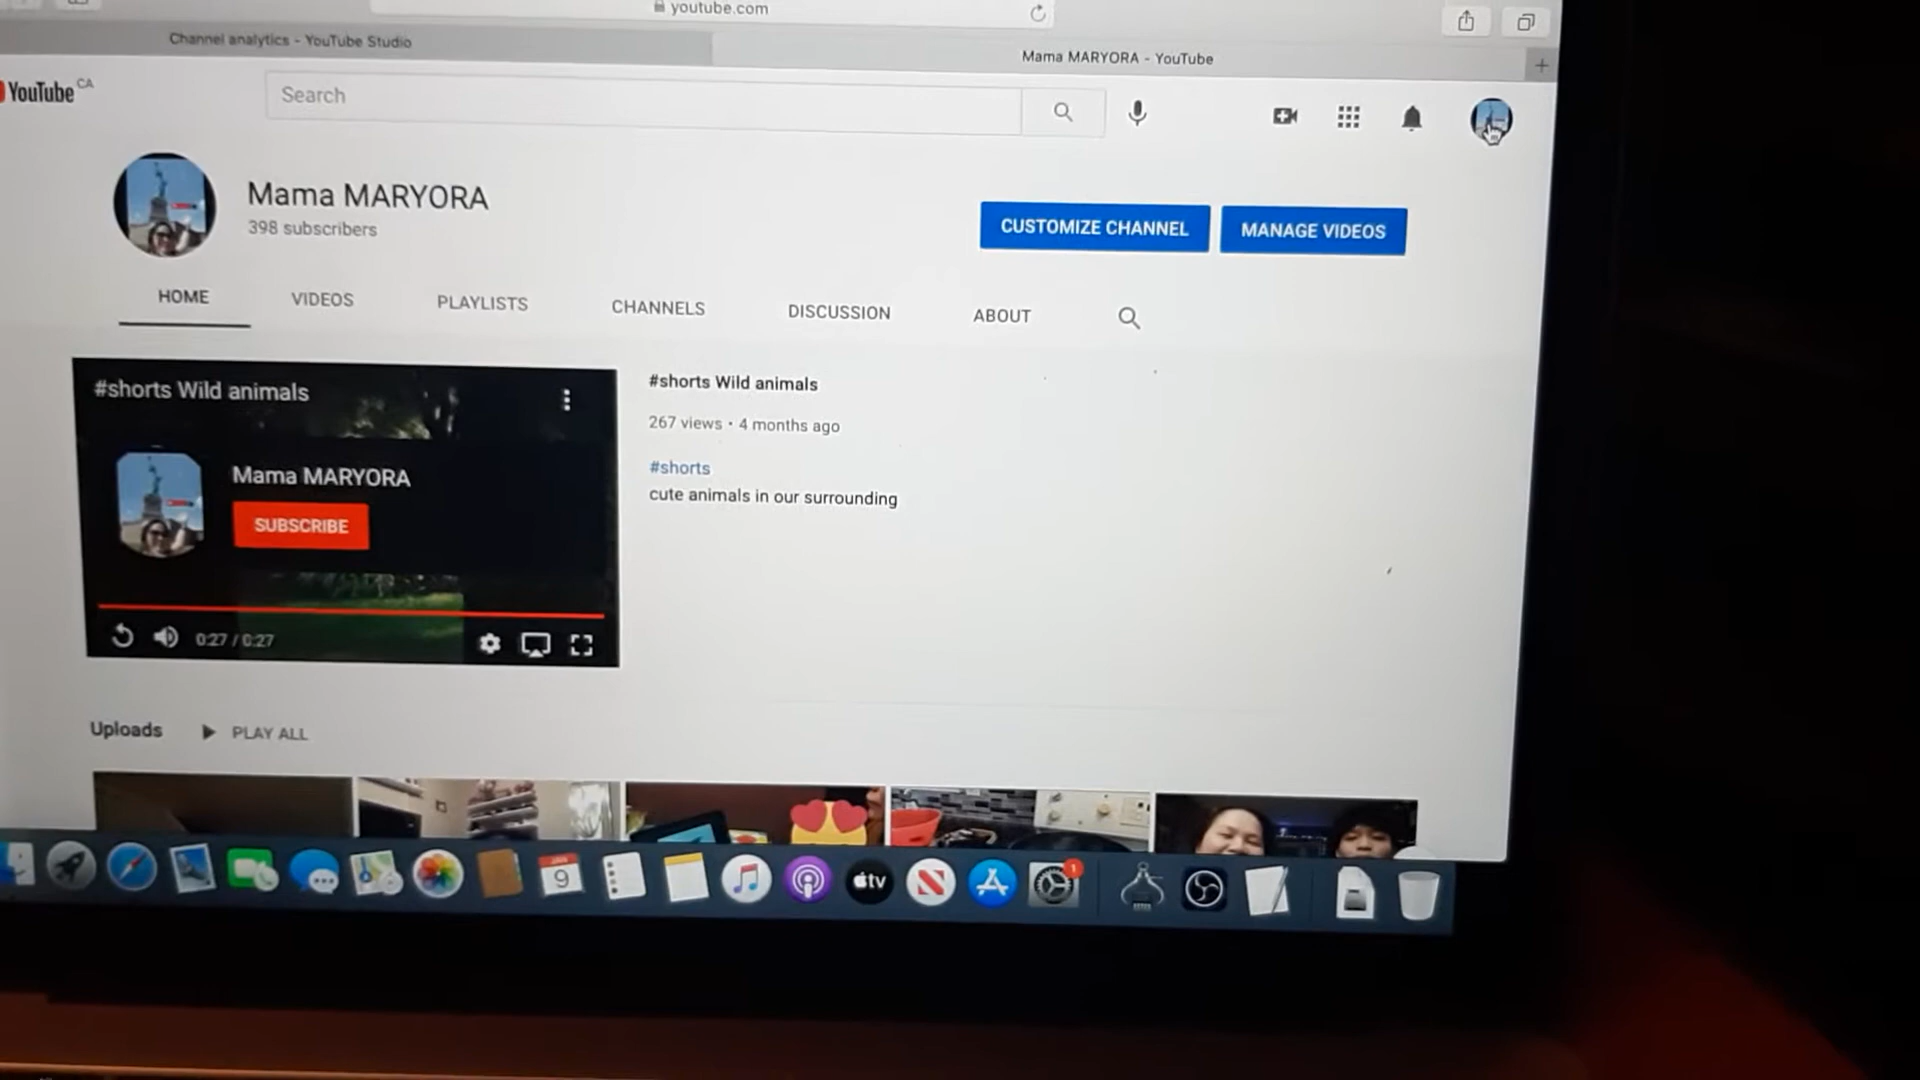 youtube.com
Channel analytics - YouTube Studio
Mama MARYORA - YouTube
YouTube CA
Search
Mama MARYORA
398 subscribers
CUSTOMIZE CHANNEL
MANAGE VIDEOS
HOME
VIDEOS
PLAYLISTS
CHANNELS
DISCUSSION
ABOUT
#shorts Wild animals
Mama MARYORA
SUBSCRIBE
0:27 / 0:27
#shorts Wild animals
267 views • 4 months ago
#shorts
cute animals in our surrounding
Uploads
PLAY ALL
JAN
9
tv
1